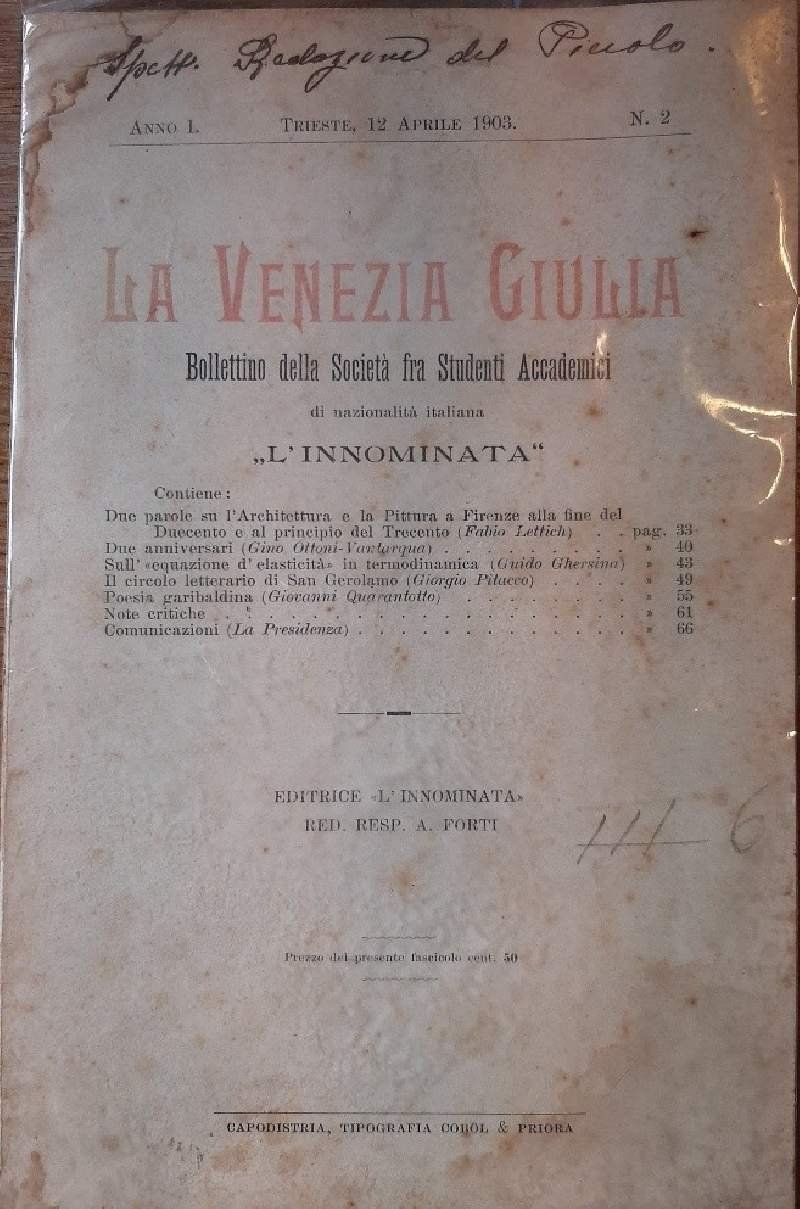 Spett. Redazione del Piccolo.
ANNO I. TRIESTE, 12 APRILE 1903. N. 2
LA VENEZIA GIULIA
Bollettino della Società fra Studenti Accademici
di nazionalità italiana
„L'INNOMINATA“
Contiene:
Due parole su l'Architettura e la Pittura a Firenze alla fine del
Duecento e al principio del Trecento (Fabio Lettich) . . pag. 33
Due anniversari (Gino Ottoni-Vantarqua) . . . . . . . . . » 40
Sull' «equazione d' elasticità» in termodinamica (Guido Ghersina) » 43
Il circolo letterario di San Gerolamo (Giorgio Pitacco) . . . . » 49
Poesia garibaldina (Giovanni Quarantotto) . . . . . . » 55
Note critiche . . . . . . . . . . . . . . . . . . » 61
Comunicazioni (La Presidenza) . . . . . . . . . . . . . » 66
EDITRICE «L' INNOMINATA»
RED. RESP. A. FORTI
III 6
Prezzo del presente fascicolo cent. 50
CAPODISTRIA, TIPOGRAFIA COBOL & PRIORA